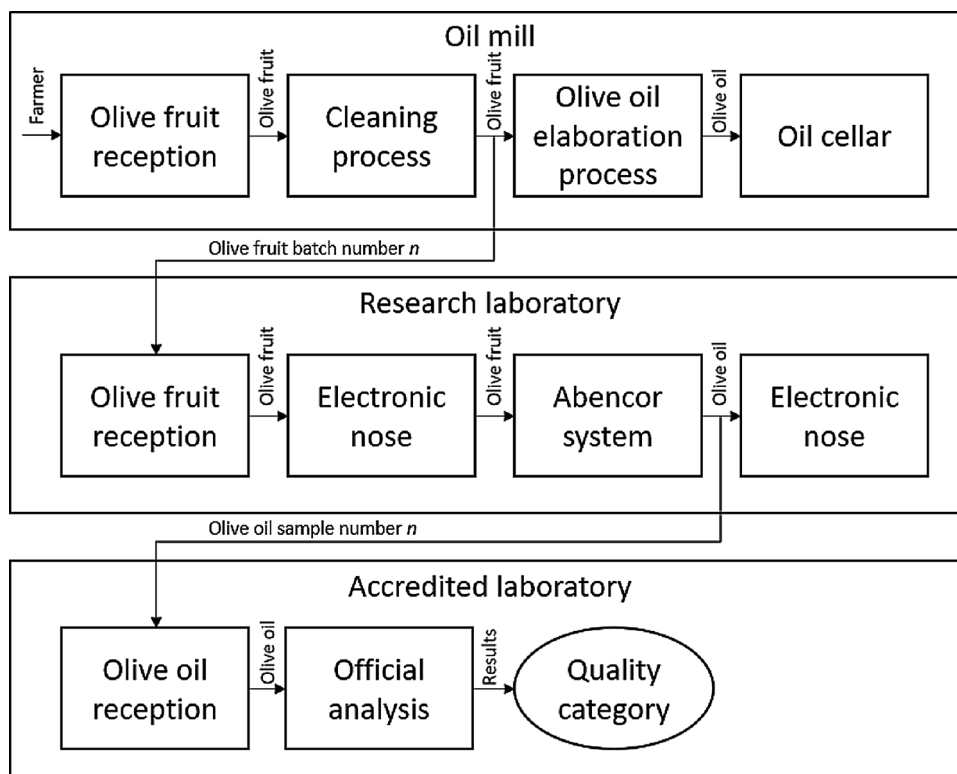 Oil mill
Farmer
Olive fruit
reception
Olive fruit
Cleaning
process
Olive fruit
Olive oil
elaboration
process
Olive oil
Oil cellar
Olive fruit batch number n
Research laboratory
Olive fruit
reception
Olive fruit
Electronic
nose
Olive fruit
Abencor
system
Olive oil
Electronic
nose
Olive oil sample number n
Accredited laboratory
Olive oil
reception
Olive oil
Official
analysis
Results
Quality
category